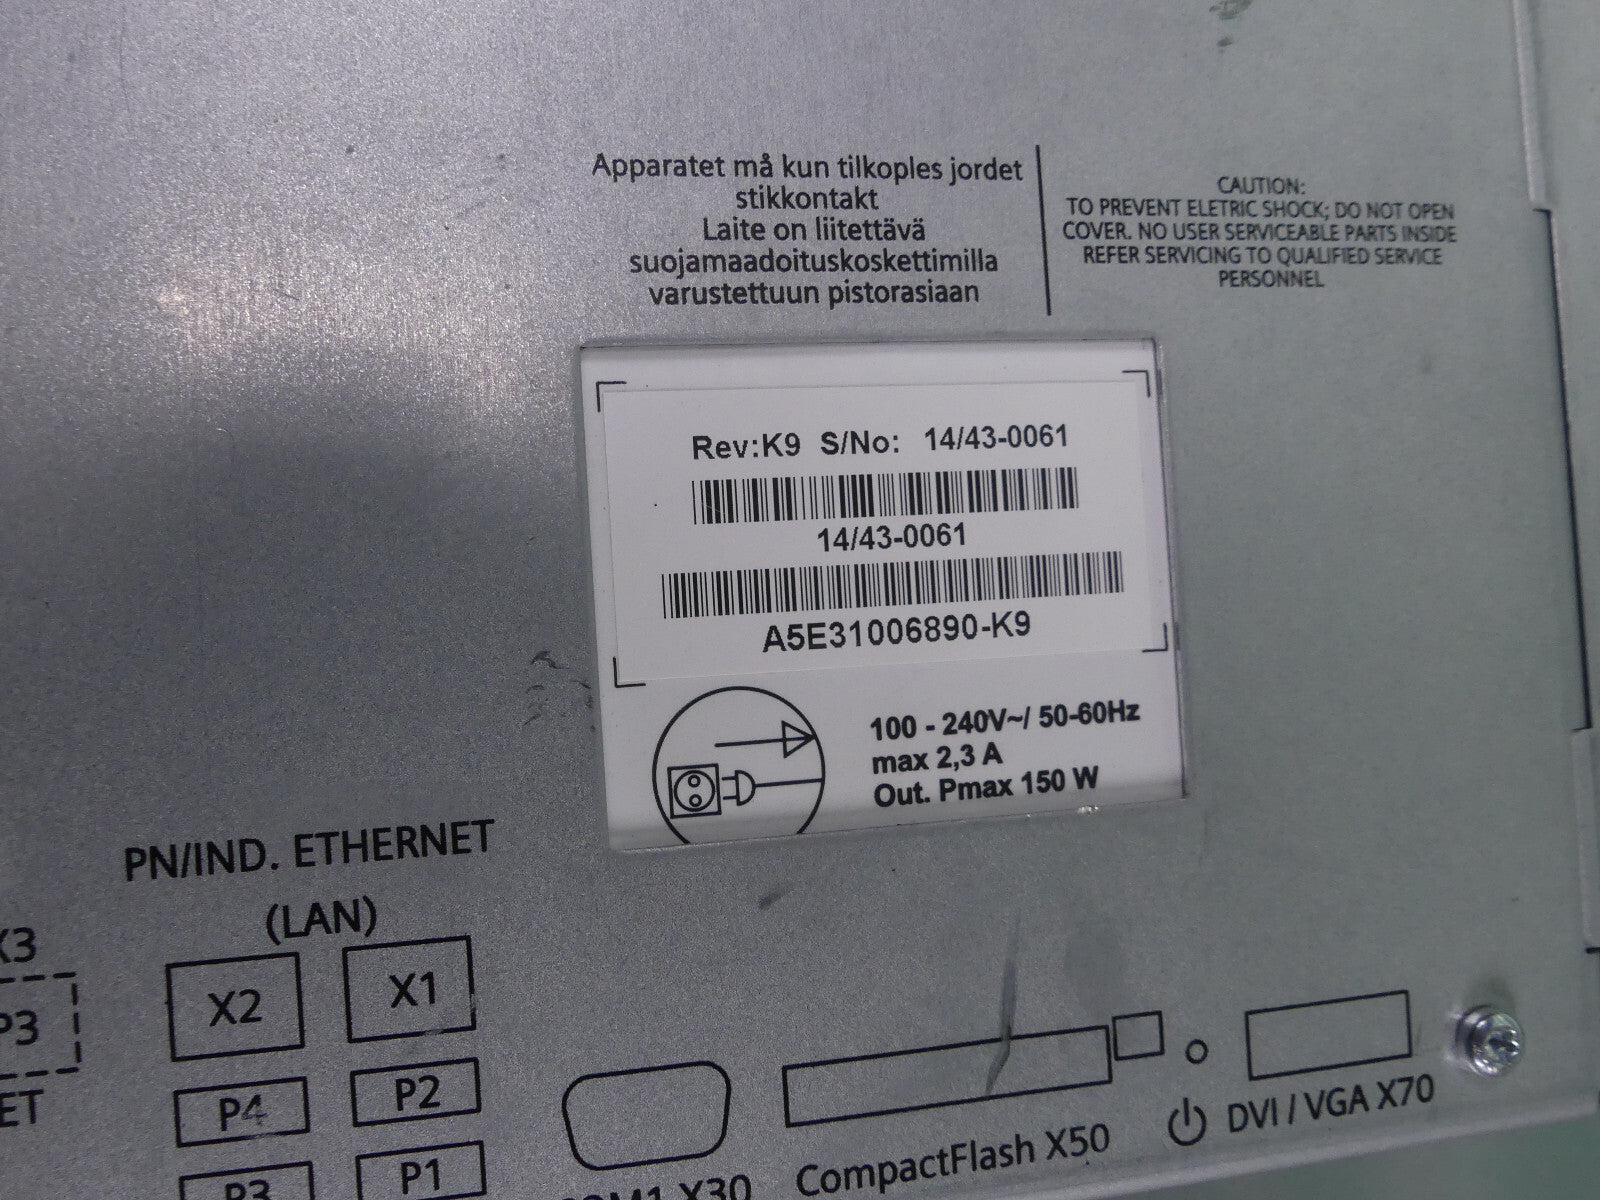 Apparatet må kun tilkoples jordet
stikkontakt
Laite on liitettävä
suojamaadoituskoskettimilla
varustettuun pistorasiaan
CAUTION:
TO PREVENT ELETRIC SHOCK; DO NOT OPEN
COVER. NO USER SERVICEABLE PARTS INSIDE
REFER SERVICING TO QUALIFIED SERVICE
PERSONNEL
Rev:K9 S/No: 14/43-0061
14/43-0061
A5E31006890-K9
100 - 240V~/ 50-60Hz
max 2,3 A
Out. Pmax 150 W
PN/IND. ETHERNET
(LAN)
X3
P3
X2
X1
P4
P2
P3
P1
X30
CompactFlash X50
DVI / VGA X70